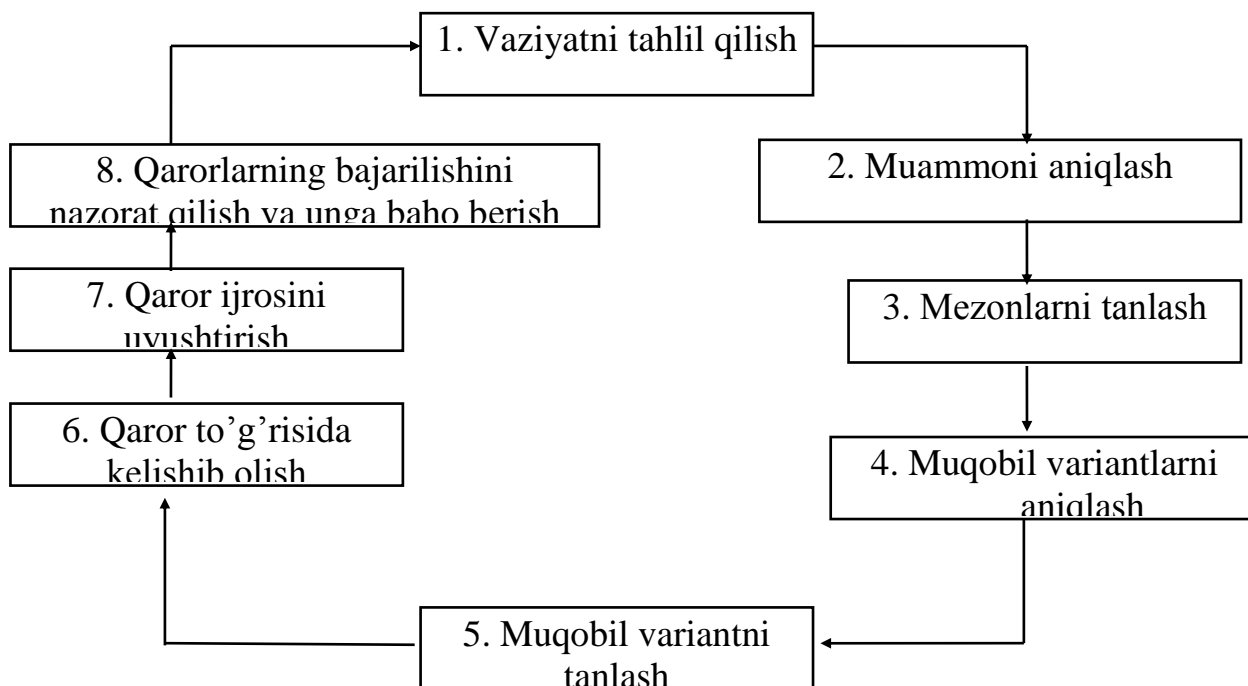 1. Vaziyatni tahlil qilish
2. Muammoni aniqlash
3. Mezonlarni tanlash
4. Muqobil variantlarni
aniqlash
5. Muqobil variantni
tanlash
6. Qaror to’g’risida
kelishib olish
7. Qaror ijrosini
uyushtirish
8. Qarorlarning bajarilishini
nazorat qilish va unga baho berish